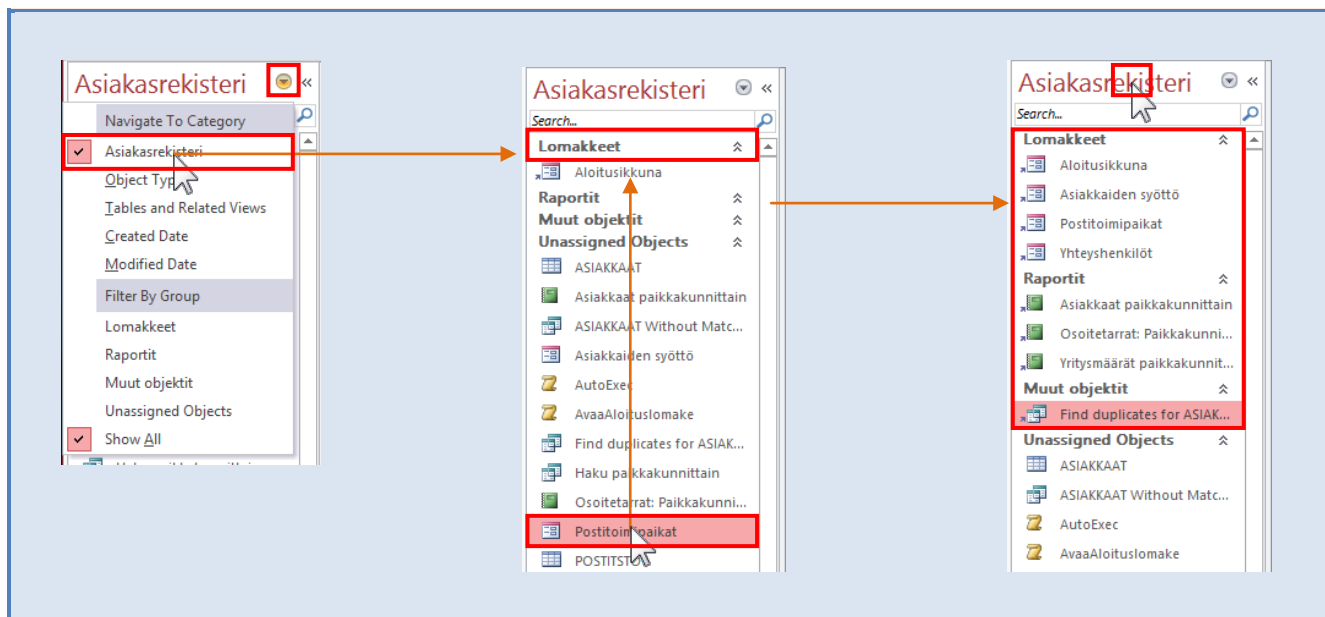 Asiakasrekisteri
Navigate To Category
Asiakasrekisteri
Object Typ
Tables and Related Views
Created Date
Modified Date
Filter By Group
Lomakkeet
Raportit
Muut objektit
Unassigned Objects
Show All
Asiakasrekisteri
Search...
Lomakkeet
Aloitusikkuna
Raportit
Muut objektit
Unassigned Objects
ASIAKKAAT
Asiakkaat paikkakunnittain
ASIAKKAAT Without Matc...
Asiakkaiden syöttö
AutoExec
AvaaAloituslomake
Find duplicates for ASIAK...
Haku paikkakunnittain
Osoitetarrat: Paikkakunni...
Postitoimipaikat
POSTITSTO
Asiakasrekisteri
Search...
Lomakkeet
Aloitusikkuna
Asiakkaiden syöttö
Postitoimipaikat
Yhteyshenkilöt
Raportit
Asiakkaat paikkakunnittain
Osoitetarrat: Paikkakunni...
Yritysmäärät paikkakunnit...
Muut objektit
Find duplicates for ASIAK...
Unassigned Objects
ASIAKKAAT
ASIAKKAAT Without Matc...
AutoExec
AvaaAloituslomake